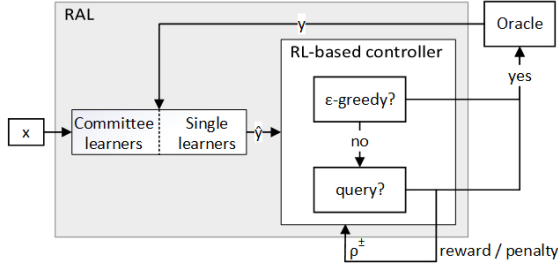 RAL
y
Oracle
RL-based controller
yes
ε-greedy?
x
Committee
learners
Single
learners
ŷ
no
query?
ρ±
reward / penalty